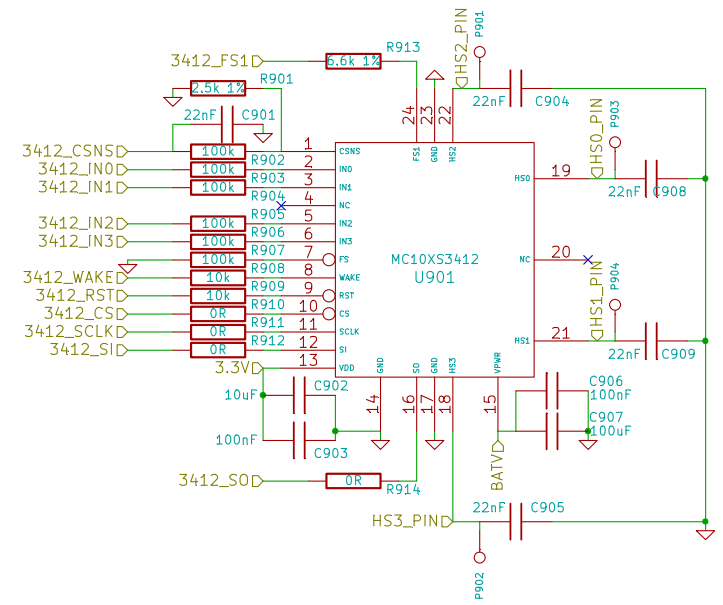 HS2_PIN
P901
3412_FS1
R913
6.6k 1%
2.5k 1%
R901
22nF
C901
24
23
22
22nF
C904
HS0_PIN
P903
FS1
GND
HS2
3412_CSNS
100k
1
CSNS
R902
3412_IN0
100k
2
IN0
R903
3412_IN1
100k
3
IN1
R904
4
NC
R905
3412_IN2
100k
5
IN2
R906
3412_IN3
100k
6
IN3
R907
100k
7
FS
R908
3412_WAKE
10k
8
WAKE
R909
3412_RST
10k
9
RST
R910
3412_CS
0R
10
CS
R911
3412_SCLK
0R
11
SCLK
R912
3412_SI
0R
12
SI
3.3V
13
VDD
MC10XS3412
U901
HS0
19
22nF
C908
NC
20
HS1_PIN
P904
HS1
21
22nF
C909
GND
SO
GND
HS3
VPWR
14
16
17
18
15
10uF
C902
100nF
C903
C906
100nF
C907
100uF
BATV
3412_SO
0R
R914
HS3_PIN
22nF
C905
P902